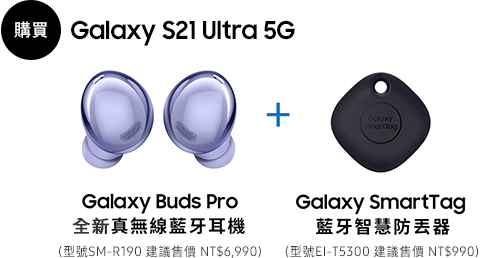 購買 Galaxy S21 Ultra 5G
+
Galaxy SmartTag
Galaxy Buds Pro
全新真無線藍牙耳機
(型號SM-R190 建議售價 NT$6,990)
Galaxy SmartTag
藍牙智慧防丟器
(型號EI-T5300 建議售價 NT$990)